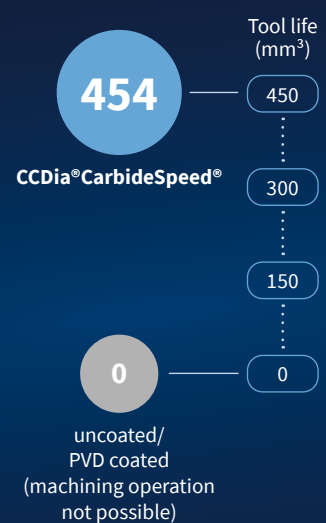 Tool life
(mm³)
454
450
CCDia®CarbideSpeed®
300
150
0
0
uncoated/
PVD coated
(machining operation
not possible)